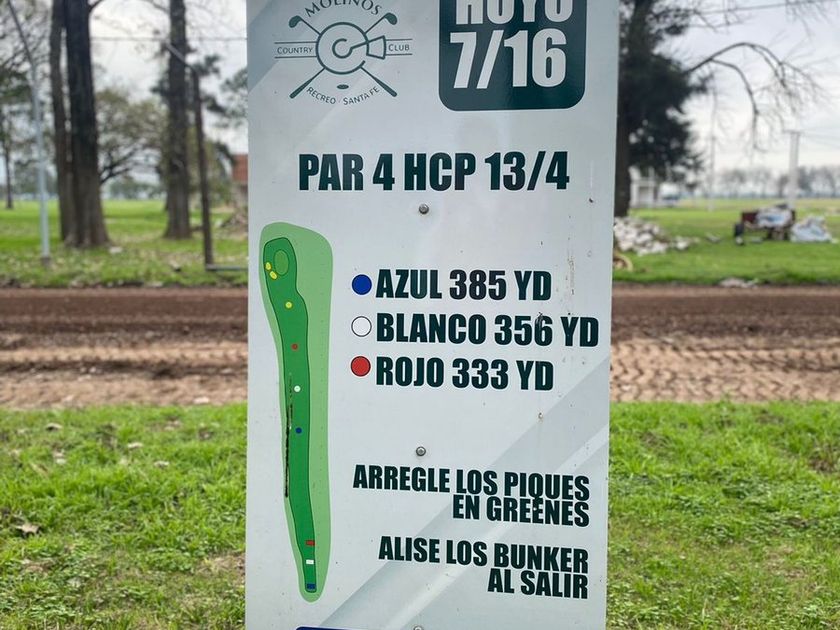 MOLINOS
COUNTRY CLUB
RECREO - SANTA FE
HOYO
7/16
PAR 4 HCP 13/4
AZUL 385 YD
BLANCO 356 YD
ROJO 333 YD
ARREGLE LOS PIQUES
EN GREENES
ALISE LOS BUNKER
AL SALIR